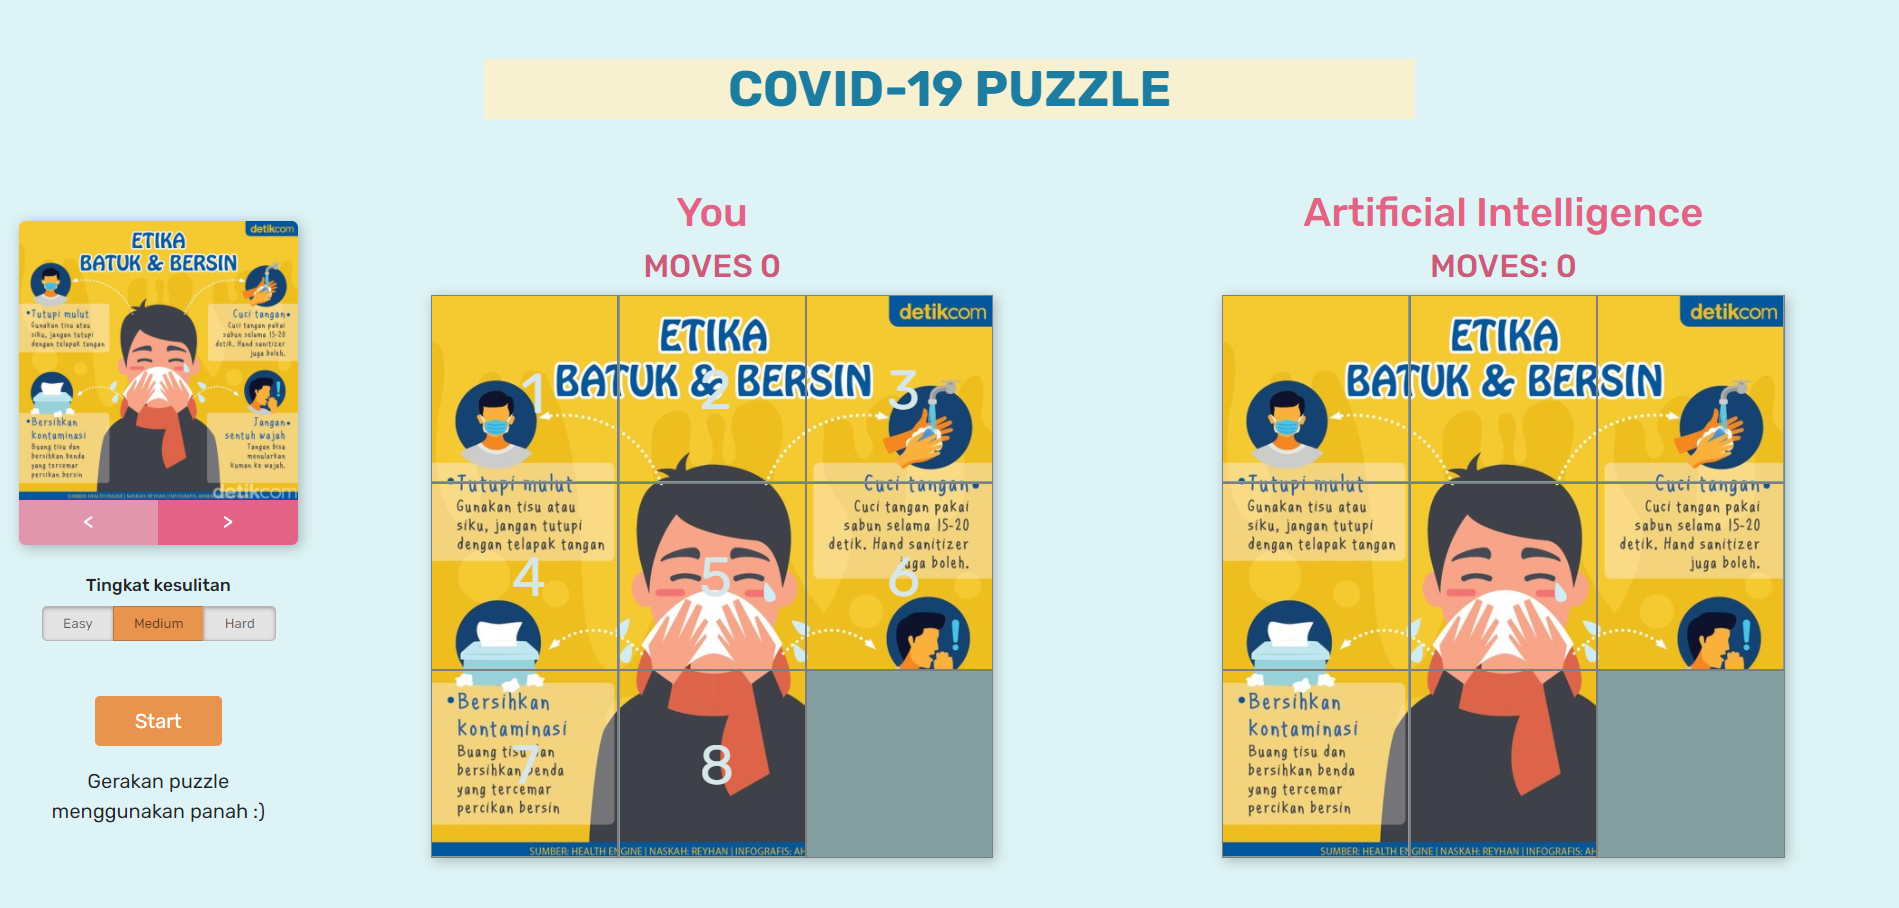 COVID-19 PUZZLE
detikcom
ETIKA
BATUK & BERSIN
•Tutupi mulut
Gunakan tisu atau
siku, jangan tutupi
dengan telapak tangan
Cuci tangan•
Cuci tangan pakai
sabun selama 15-20
detik. Hand sanitizer
juga boleh.
•Bersihkan
kontaminasi
Buang tisu dan
bersihkan benda
yang tercemar
percikan bersin
Jangan•
sentuh wajah
Tangan bisa
menularkan
kuman ke wajah.
SUMBER: HEALTH ENGINE | NASKAH: REYHAN | INFOGRAFIS:
detikcom
<
>
Tingkat kesulitan
Easy Medium Hard
Start
Gerakan puzzle
menggunakan panah :)
You
MOVES 0
detikcom
ETIKA
BATUK & BERSIN
1 2 3
•Tutupi mulut
Gunakan tisu atau
siku, jangan tutupi
dengan telapak tangan
Cuci tangan•
Cuci tangan pakai
sabun selama 15-20
detik. Hand sanitizer
juga boleh.
4 5 6
•Bersihkan
kontaminasi
Buang tisu dan
bersihkan benda
yang tercemar
percikan bersin
7 8
SUMBER: HEALTH ENGINE | NASKAH: REYHAN | INFOGRAFIS: AH
Artificial Intelligence
MOVES: 0
detikcom
ETIKA
BATUK & BERSIN
•Tutupi mulut
Gunakan tisu atau
siku, jangan tutupi
dengan telapak tangan
Cuci tangan•
Cuci tangan pakai
sabun selama 15-20
detik. Hand sanitizer
juga boleh.
•Bersihkan
kontaminasi
Buang tisu dan
bersihkan benda
yang tercemar
percikan bersin
SUMBER: HEALTH ENGINE | NASKAH: REYHAN | INFOGRAFIS: AH